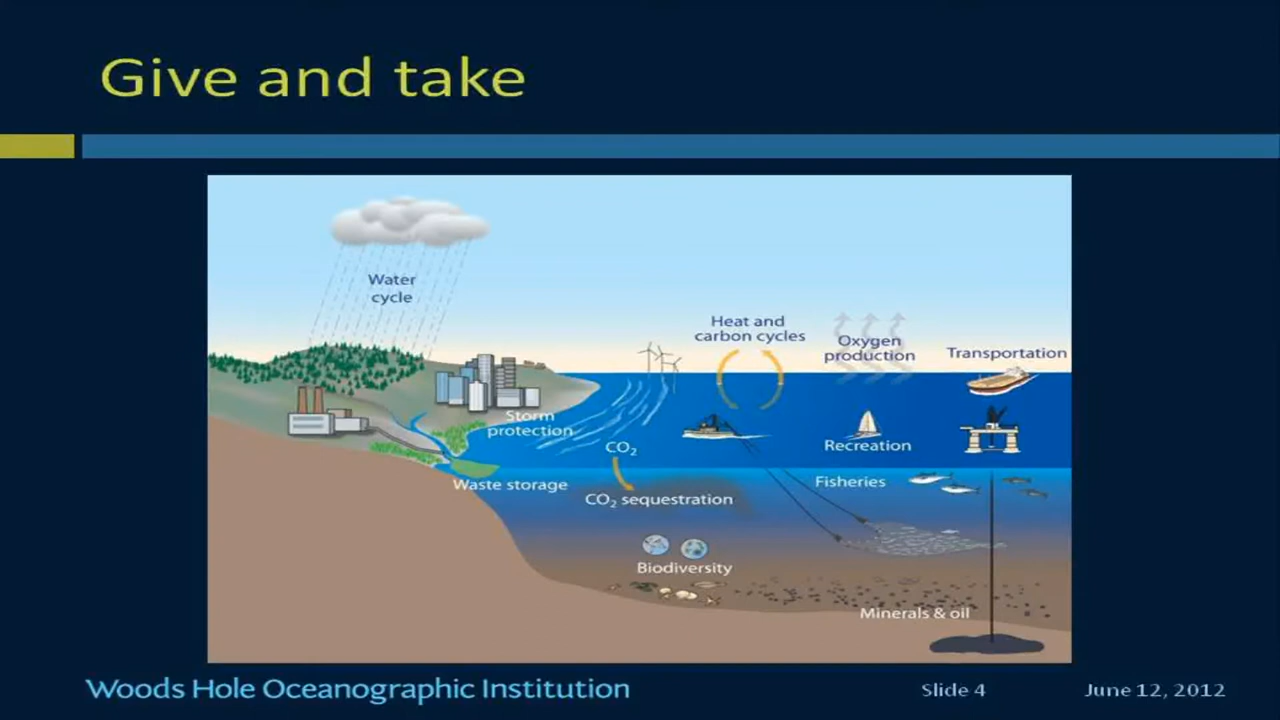 Give and take
Water
cycle
Heat and
carbon cycles
Oxygen
production
Transportation
Storm
protection
CO₂
Recreation
Waste storage
Fisheries
CO₂ sequestration
Biodiversity
Minerals & oil
Woods Hole Oceanographic Institution
Slide 4
June 12, 2012